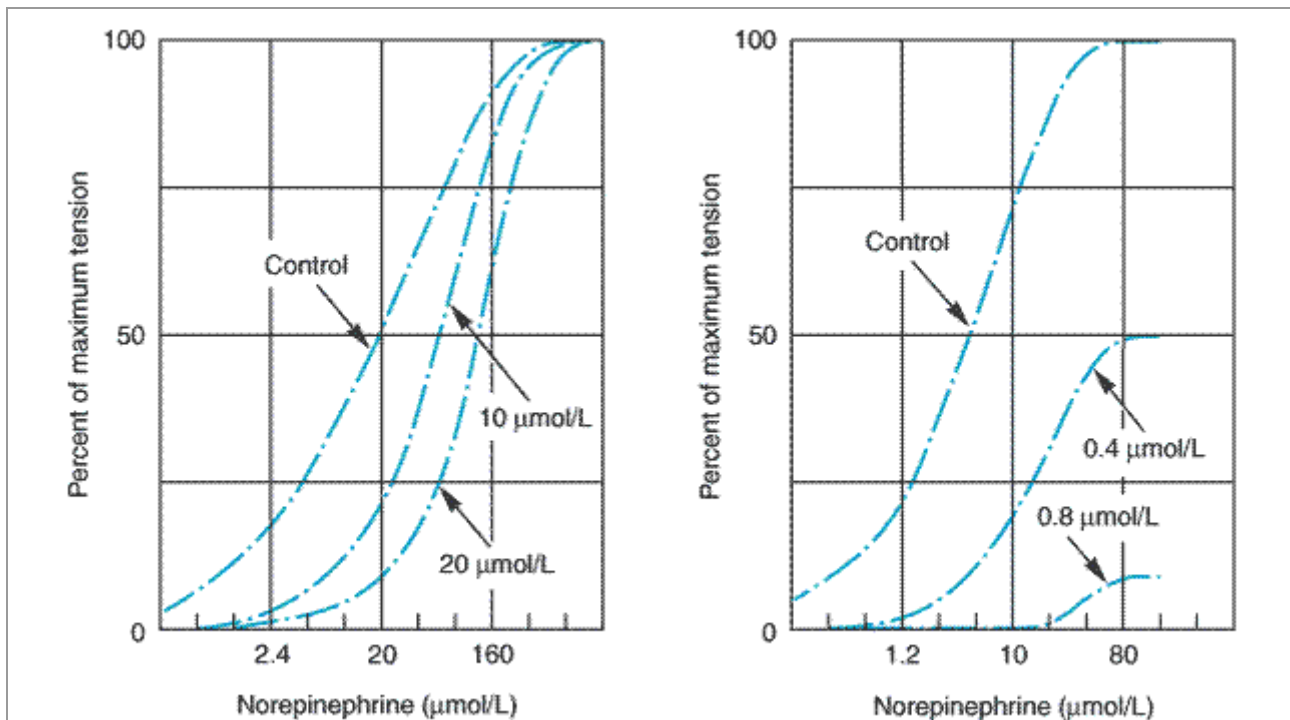 100
50
0
Percent of maximum tension
Control
10 μmol/L
20 μmol/L
2.4
20
160
Norepinephrine (μmol/L)
100
50
0
Percent of maximum tension
Control
0.4 μmol/L
0.8 μmol/L
1.2
10
80
Norepinephrine (μmol/L)